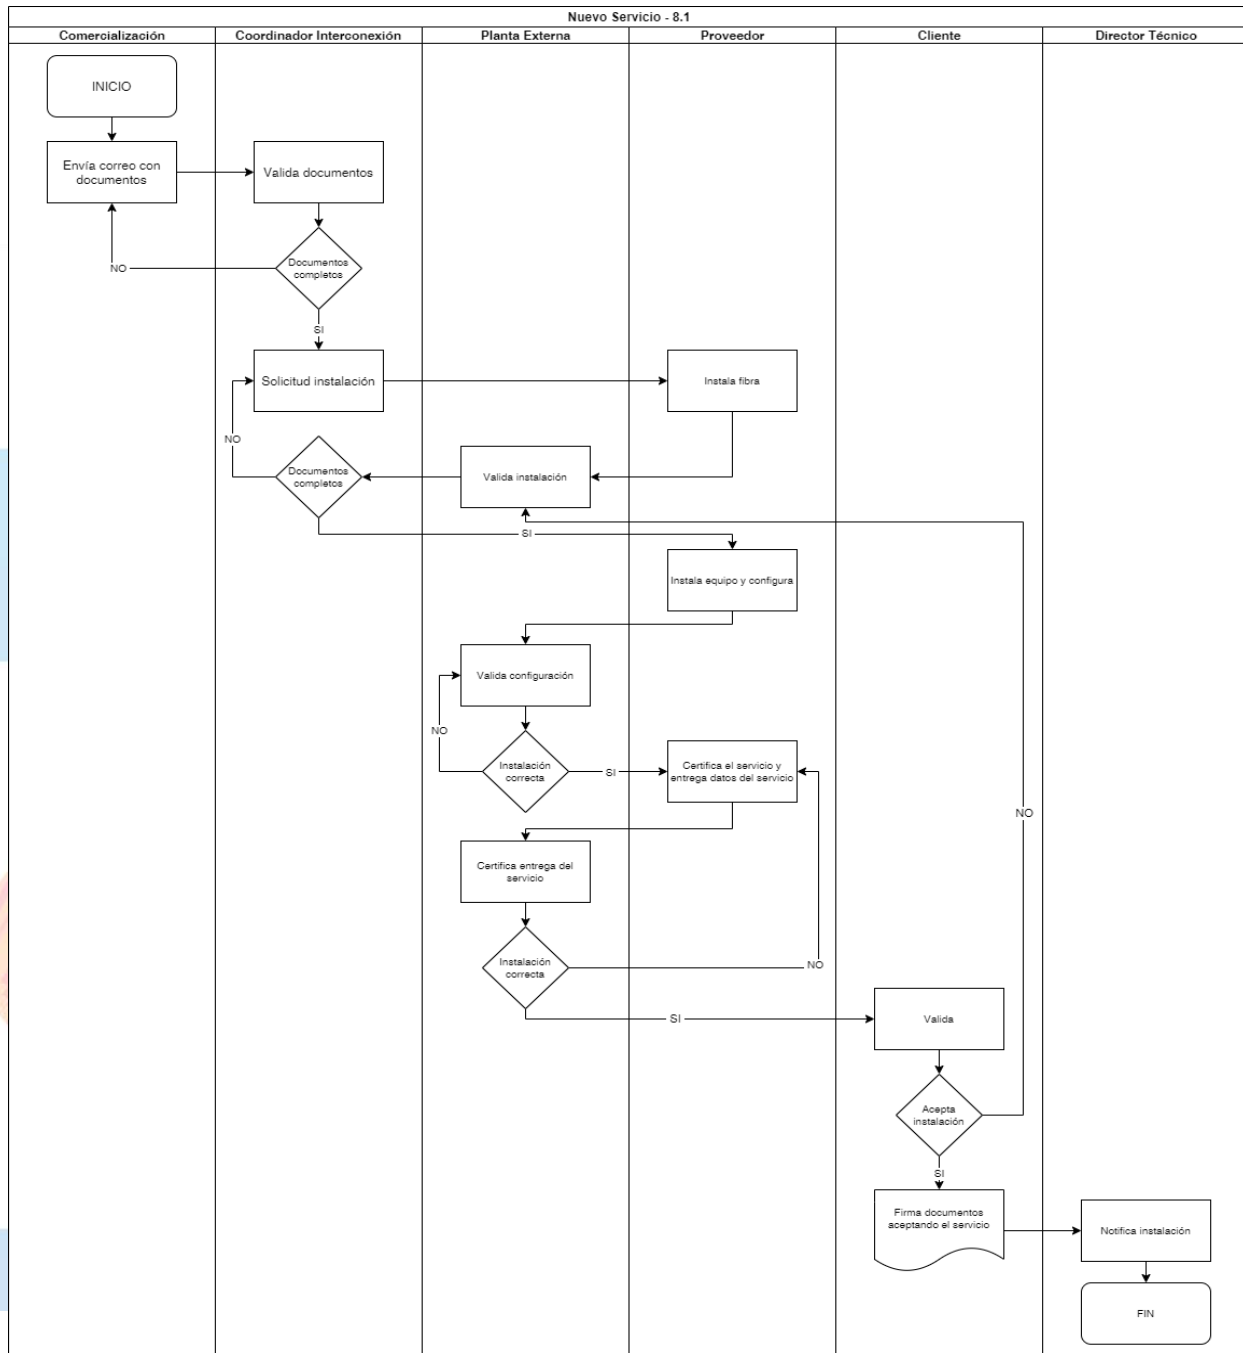 Nuevo Servicio - 8.1
Comercialización
Coordinador Interconexión
Planta Externa
Proveedor
Cliente
Director Técnico
INICIO
Envía correo con
documentos
Valida documentos
Documentos
completos
NO
SI
Solicitud instalación
Instala fibra
NO
Documentos
completos
Valida instalación
SI
Instala equipo y configura
Valida configuración
NO
Instalación
correcta
SI
Certifica el servicio y
entrega datos del servicio
NO
Certifica entrega del
servicio
Instalación
correcta
NO
SI
Valida
Acepta
instalación
SI
Firma documentos
aceptando el servicio
Notifica instalación
FIN